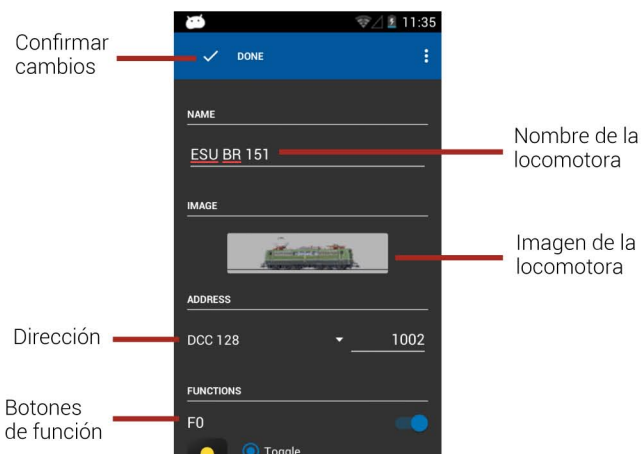 11:35
Confirmar
cambios
DONE
NAME
ESU BR 151
Nombre de la
locomotora
IMAGE
Imagen de la
locomotora
ADDRESS
Dirección
DCC 128
1002
FUNCTIONS
Botones
de función
F0
Toggle